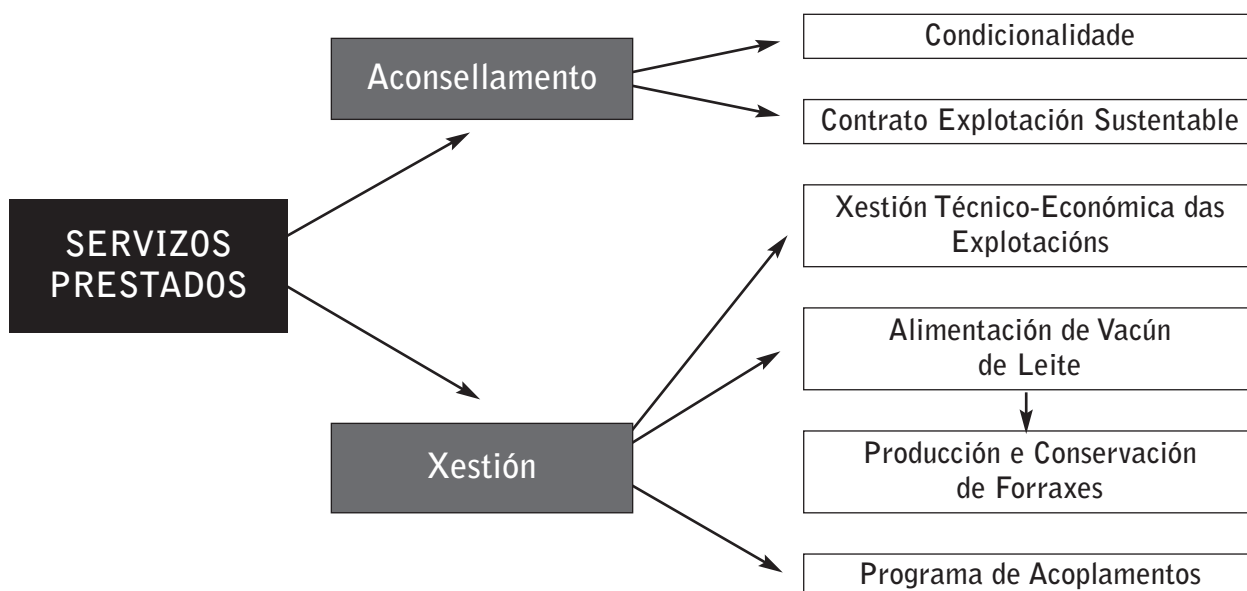 SERVIZOS
PRESTADOS
Aconsellamento
Condicionalidade
Contrato Explotación Sustentable
Xestión
Xestión Técnico-Económica das
Explotacións
Alimentación de Vacún
de Leite
Producción e Conservación
de Forraxes
Programa de Acoplamentos